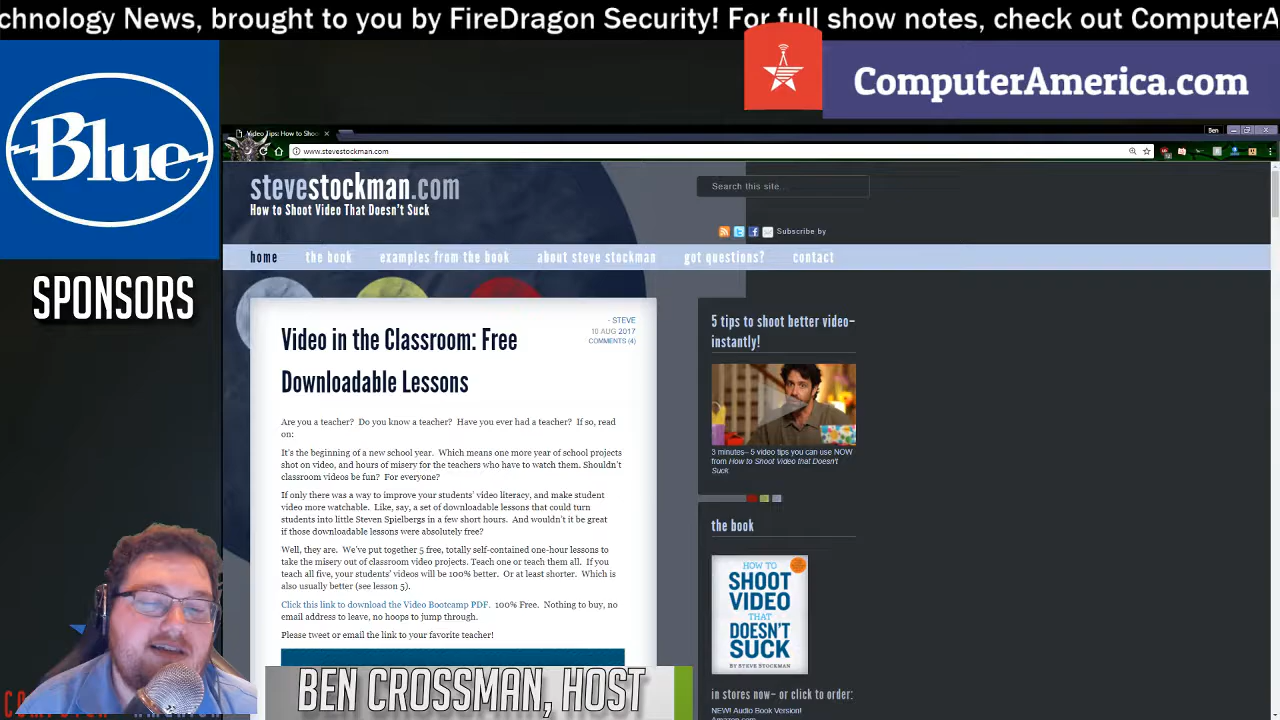 chnology News, brought to you by FireDragon Security! For full show notes, check out ComputerA
ComputerAmerica.com
Blue
SPONSORS
Video Tips: How to Shoo
Ben
www.stevestockman.com
stevestockman.com
How to Shoot Video That Doesn't Suck
Search this site...
Subscribe by
home the book examples from the book about steve stockman got questions? contact
Video in the Classroom: Free
Downloadable Lessons
- STEVE
10 AUG 2017
COMMENTS (4)
Are you a teacher? Do you know a teacher? Have you ever had a teacher? If so, read
on:
It's the beginning of a new school year. Which means one more year of school projects
shot on video, and hours of misery for the teachers who have to watch them. Shouldn't
classroom videos be fun? For everyone?
If only there was a way to improve your students' video literacy, and make student
video more watchable. Like, say, a set of downloadable lessons that could turn
students into little Steven Spielbergs in a few short hours. And wouldn't it be great
if those downloadable lessons were absolutely free?
Well, they are. We've put together 5 free, totally self-contained one-hour lessons to
take the misery out of classroom video projects. Teach one or teach them all. If you
teach all five, your students' videos will be 100% better. Or at least shorter. Which is
also usually better (see lesson 5).
Click this link to download the Video Bootcamp PDF. 100% Free. Nothing to buy, no
email address to leave, no hoops to jump through.
Please tweet or email the link to your favorite teacher!
5 tips to shoot better video–
instantly!
3 minutes– 5 video tips you can use NOW
from How to Shoot Video that Doesn't
Suck
the book
HOW TO
SHOOT
VIDEO
THAT
DOESN'T
SUCK
BY STEVE STOCKMAN
in stores now– or click to order:
NEW! Audio Book Version!
Amazon.com
BEN CROSSMAN, HOST